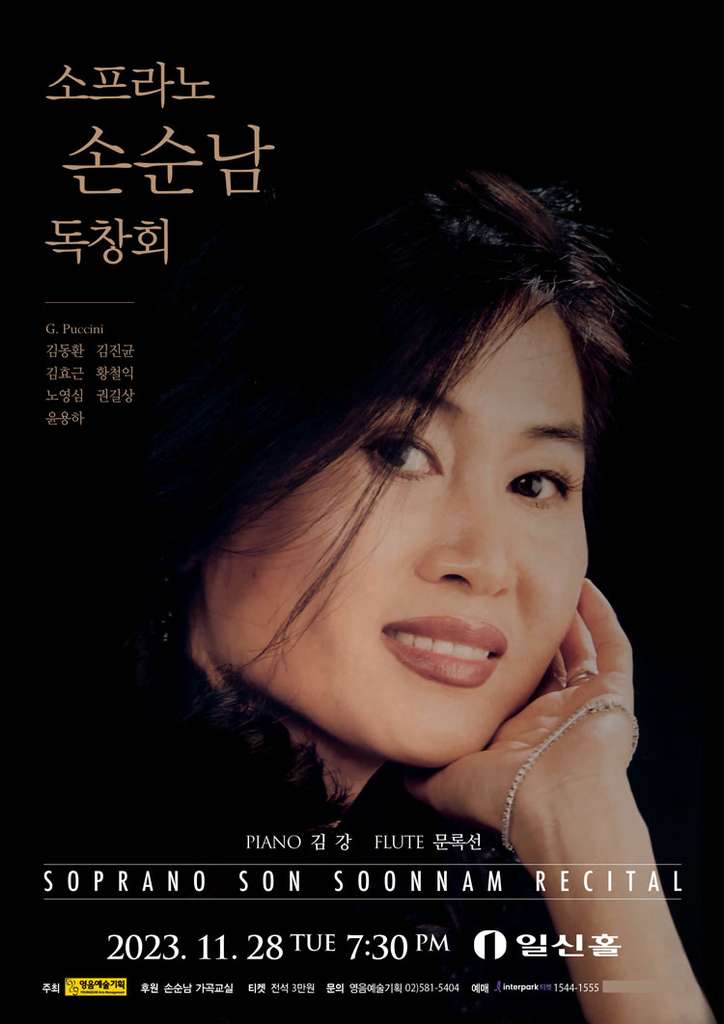 소프라노
손순남
독창회
G. Puccini
김동환 김진균
김효근 황철익
노영심 권길상
윤용하
PIANO 김 강 FLUTE 문록선
SOPRANO SON SOONNAM RECITAL
2023. 11. 28 TUE 7:30 PM 일신홀
주최 영음예술기획 후원 손순남 가곡교실 티켓 전석 3만원 문의 영음예술기획 02)581-5404 예매 interpark 티켓 1544-1555